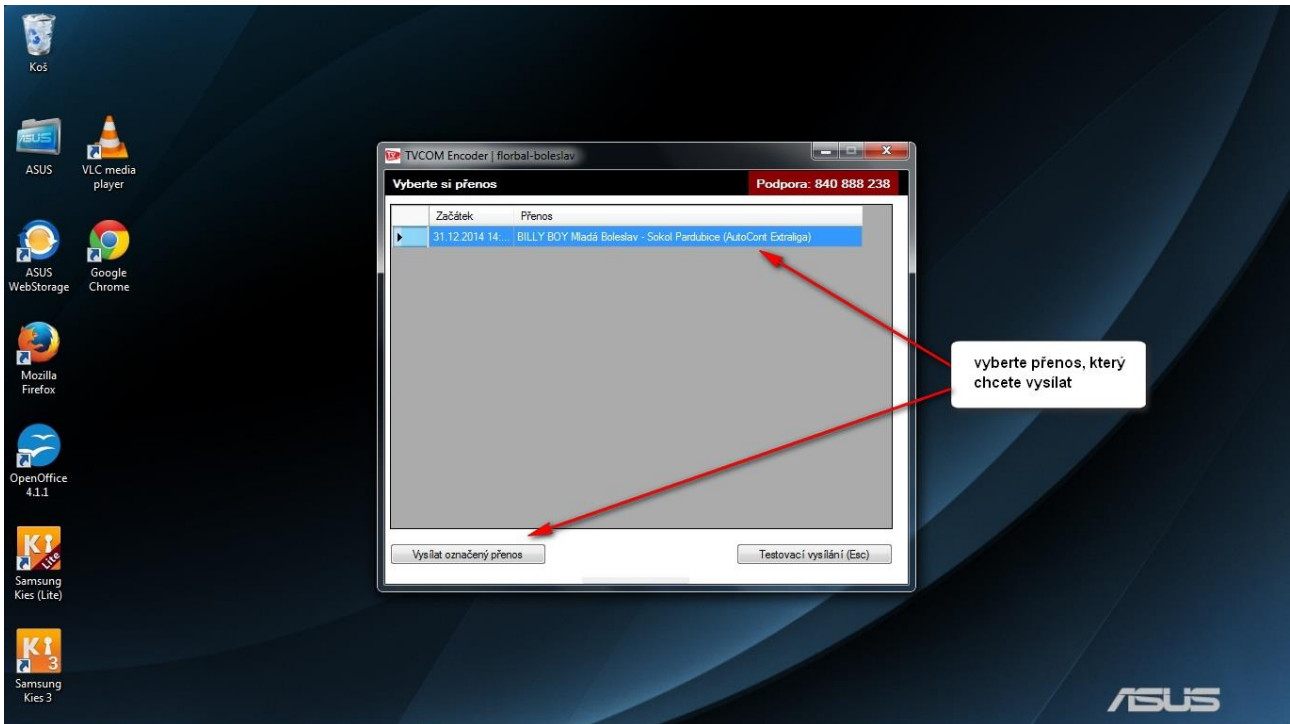 Koš
ASUS
VLC media
player
ASUS
WebStorage
Google
Chrome
Mozilla
Firefox
OpenOffice
4.1.1
Samsung
Kies (Lite)
Samsung
Kies 3
TVCOM Encoder | florbal-boleslav
Vyberte si přenos
Podpora: 840 888 238
Začátek
Přenos
31.12.2014 14:...
BILLY BOY Mladá Boleslav - Sokol Pardubice (AutoCont Extraliga)
vyberte přenos, který
chcete vysílat
Vysílat označený přenos
Testovací vysílání (Esc)
ASUS